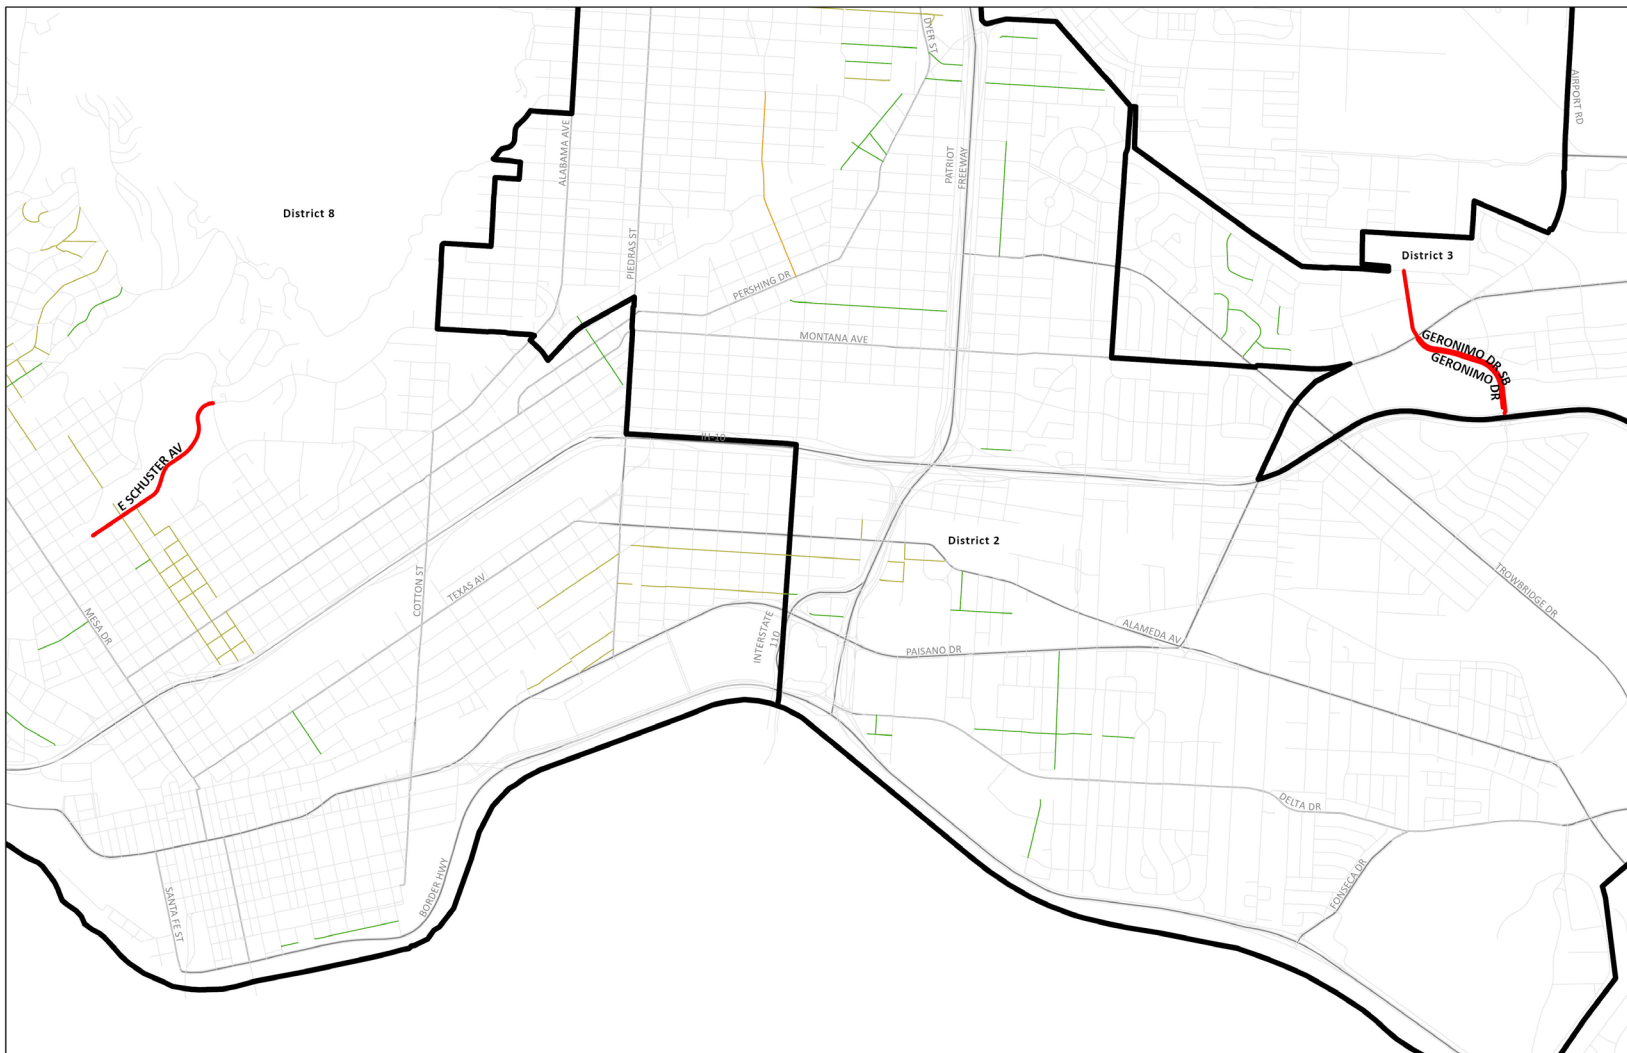 DYER ST
AIRPORT RD
ALABAMA AVE
PATRIOT
FREEWAY
District 8
PIEDRAS ST
District 3
PERSHING DR
MONTANA AVE
GERONIMO DR SB
GERONIMO DR
IH-10
E SCHUSTER AV
District 2
TEXAS AV
COTTON ST
TROWBRIDGE DR
MESA DR
INTERSTATE
110
ALAMEDA AV
PAISANO DR
DELTA DR
FONSECA DR
BORDER HWY
SANTA FE ST